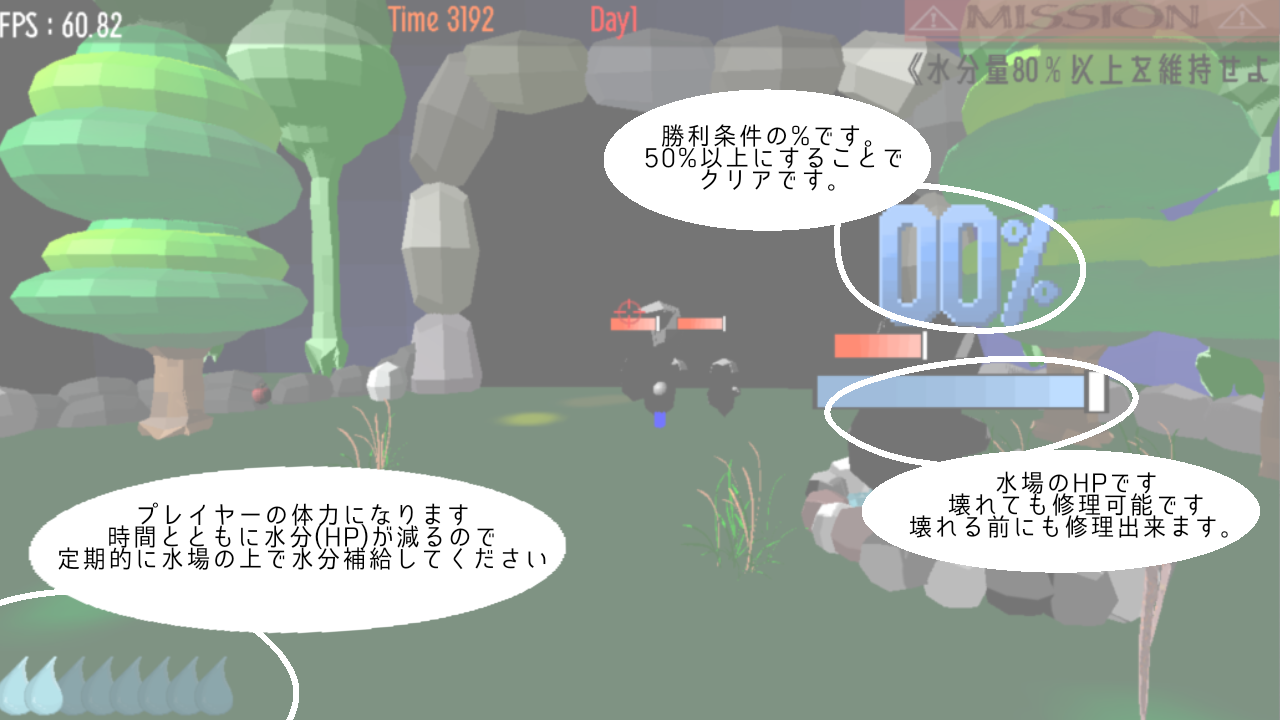 FPS : 60.82
Time 3192
Day1
MISSION
《水分量80%以上を維持せよ
勝利条件の%です。
50%以上にすることで
クリアです。
00%
水場のHPです
壊れても修理可能です
壊れる前にも修理出来ます。
プレイヤーの体力になります
時間とともに水分(HP)が減るので
定期的に水場の上で水分補給してください